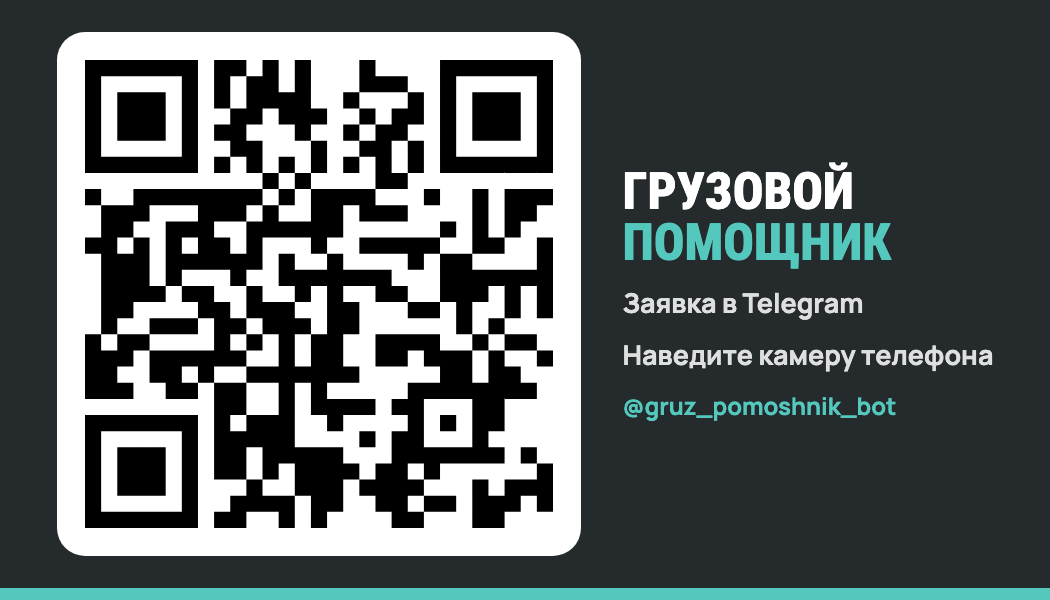 ГРУЗОВОЙ
ПОМОЩНИК
Заявка в Telegram
Наведите камеру телефона
@gruz_pomoshnik_bot